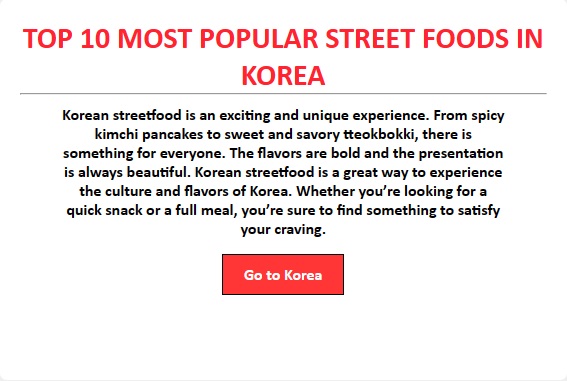 TOP 10 MOST POPULAR STREET FOODS IN
KOREA
Korean streetfood is an exciting and unique experience. From spicy
kimchi pancakes to sweet and savory tteokbokki, there is
something for everyone. The flavors are bold and the presentation
is always beautiful. Korean streetfood is a great way to experience
the culture and flavors of Korea. Whether you’re looking for a
quick snack or a full meal, you’re sure to find something to satisfy
your craving.
Go to Korea